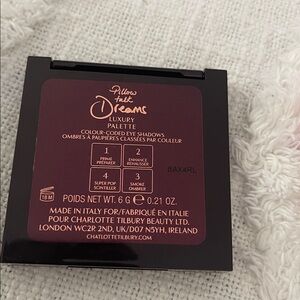 Pillow
talk
Dreams
LUXURY
PALETTE
COLOUR-CODED EYE SHADOWS
OMBRES À PAUPIÈRES CLASSÉES PAR COULEUR
1 2
PRIME ENHANCE
PRÉPARER REHAUSSER
4 3
SUPER POP SMOKE
SCINTILLER OMBRER
18 M POIDS NET WT. 6 G ℮ 0.21 OZ.
MADE IN ITALY FOR/FABRIQUÉ EN ITALIE
POUR CHARLOTTE TILBURY BEAUTY LTD.
LONDON WC2R 2ND, UK/D07 N5YH, IRELAND
CHARLOTTETILBURY.COM